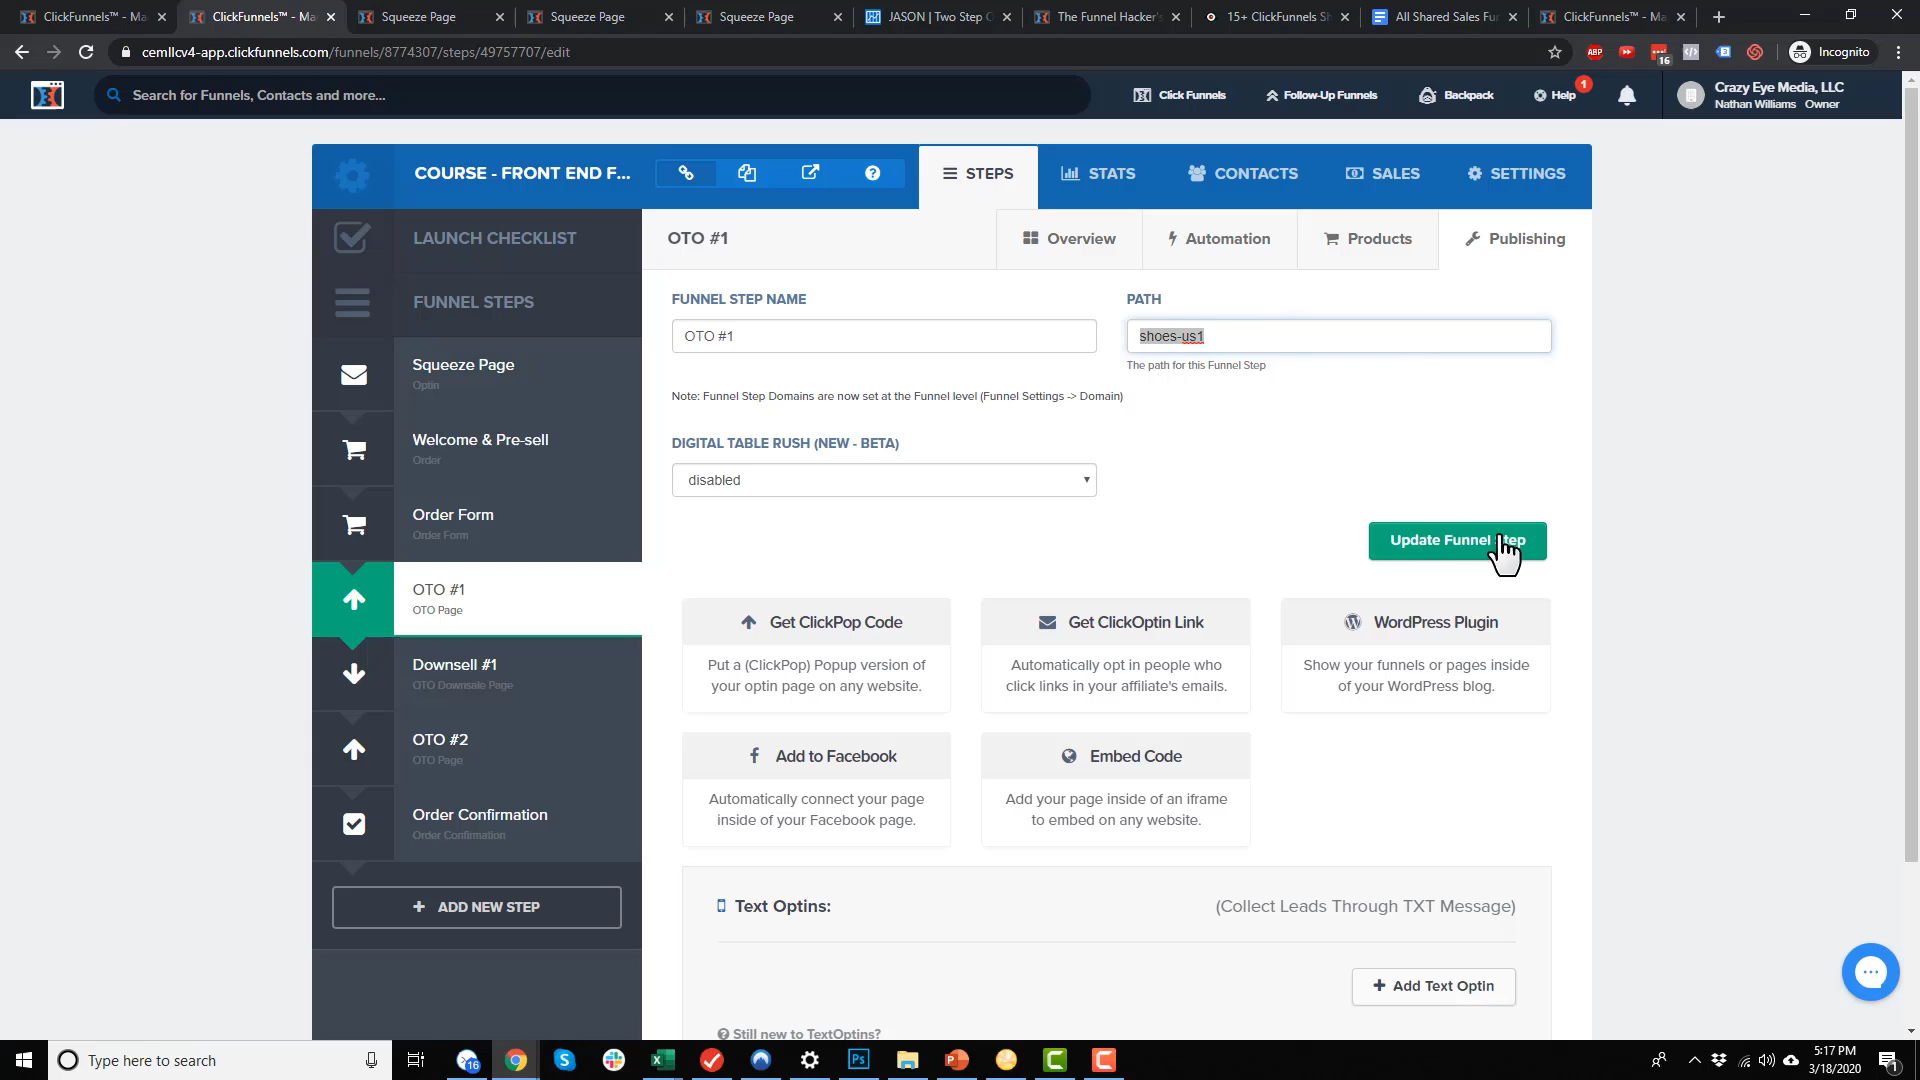 ClickFunnels™ - Ma
ClickFunnels™ - Ma
Squeeze Page
Squeeze Page
Squeeze Page
JASON | Two Step O
The Funnel Hacker's
15+ ClickFunnels Sh
All Shared Sales Fun
ClickFunnels™ - Ma
cemllcv4-app.clickfunnels.com/funnels/8774307/steps/49757707/edit
ABP
16
Incognito
Search for Funnels, Contacts and more...
Click Funnels
Follow-Up Funnels
Backpack
Help
1
Crazy Eye Media, LLC
Nathan Williams Owner
COURSE - FRONT END F...
STEPS
STATS
CONTACTS
SALES
SETTINGS
LAUNCH CHECKLIST
OTO #1
Overview
Automation
Products
Publishing
FUNNEL STEPS
FUNNEL STEP NAME
PATH
OTO #1
shoes-us1
The path for this Funnel Step
Note: Funnel Step Domains are now set at the Funnel level (Funnel Settings -> Domain)
DIGITAL TABLE RUSH (NEW - BETA)
disabled
Update Funnel Step
Squeeze Page
Optin
Welcome & Pre-sell
Order
Order Form
Order Form
OTO #1
OTO Page
Downsell #1
OTO Downsale Page
OTO #2
OTO Page
Order Confirmation
Order Confirmation
+ ADD NEW STEP
Get ClickPop Code
Put a (ClickPop) Popup version of
your optin page on any website.
Get ClickOptin Link
Automatically opt in people who
click links in your affiliate's emails.
WordPress Plugin
Show your funnels or pages inside
of your WordPress blog.
Add to Facebook
Automatically connect your page
inside of your Facebook page.
Embed Code
Add your page inside of an iframe
to embed on any website.
Text Optins:
(Collect Leads Through TXT Message)
+ Add Text Optin
Still new to TextOptins?
Type here to search
16
Ps
5:17 PM
3/18/2020
1